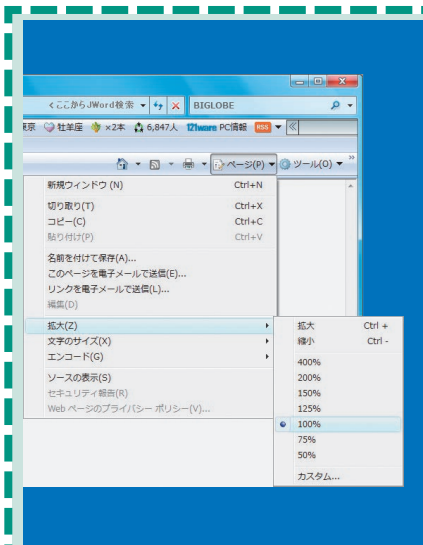 くここからJWord検索
BIGLOBE
牡羊座 ×2本 6,847人 121ware PC情報 RSS
ページ(P) ツール(O)
新規ウィンドウ (N) Ctrl+N
切り取り(T) Ctrl+X
コピー(C) Ctrl+C
貼り付け(P) Ctrl+V
名前を付けて保存(A)...
このページを電子メールで送信(E)...
リンクを電子メールで送信(L)...
編集(D)
拡大(Z)
文字のサイズ(X)
エンコード(G)
ソースの表示(S)
セキュリティ報告(R)
Web ページのプライバシー ポリシー(V)...
拡大 Ctrl +
縮小 Ctrl -
400%
200%
150%
125%
100%
75%
50%
カスタム...